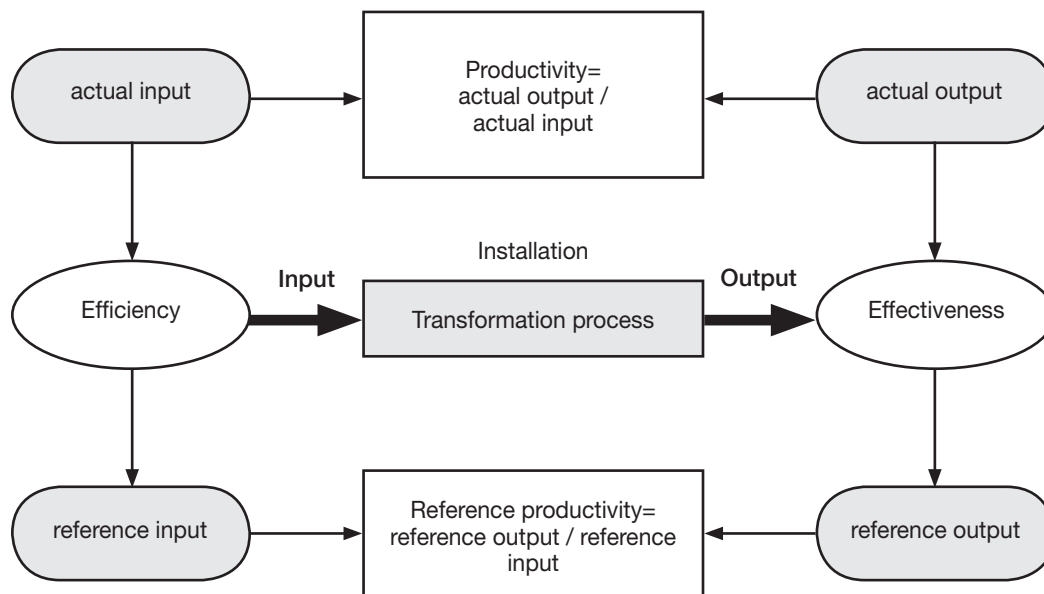 actual input
Productivity=
actual output /
actual input
actual output
Installation
Input
Output
Efficiency
Transformation process
Effectiveness
reference input
Reference productivity=
reference output / reference
input
reference output